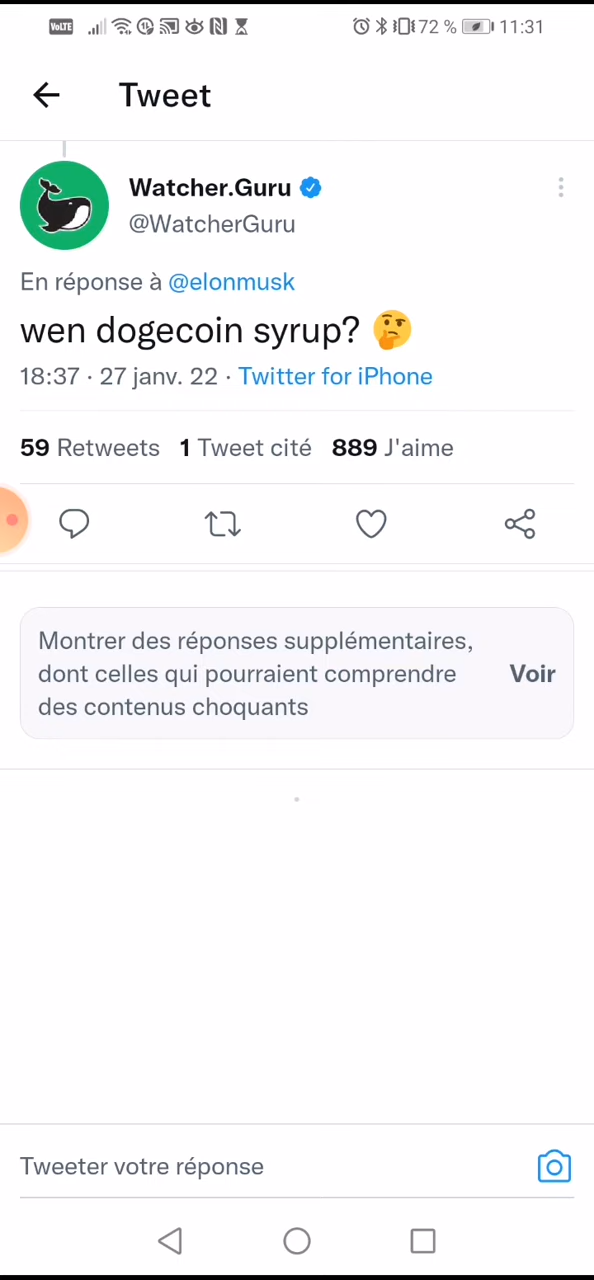 VoLTE 72 % 11:31
Tweet
Watcher.Guru
@WatcherGuru
En réponse à @elonmusk
wen dogecoin syrup? 🤔
18:37 · 27 janv. 22 · Twitter for iPhone
59 Retweets 1 Tweet cité 889 J'aime
Montrer des réponses supplémentaires,
dont celles qui pourraient comprendre
des contenus choquants
Voir
Tweeter votre réponse